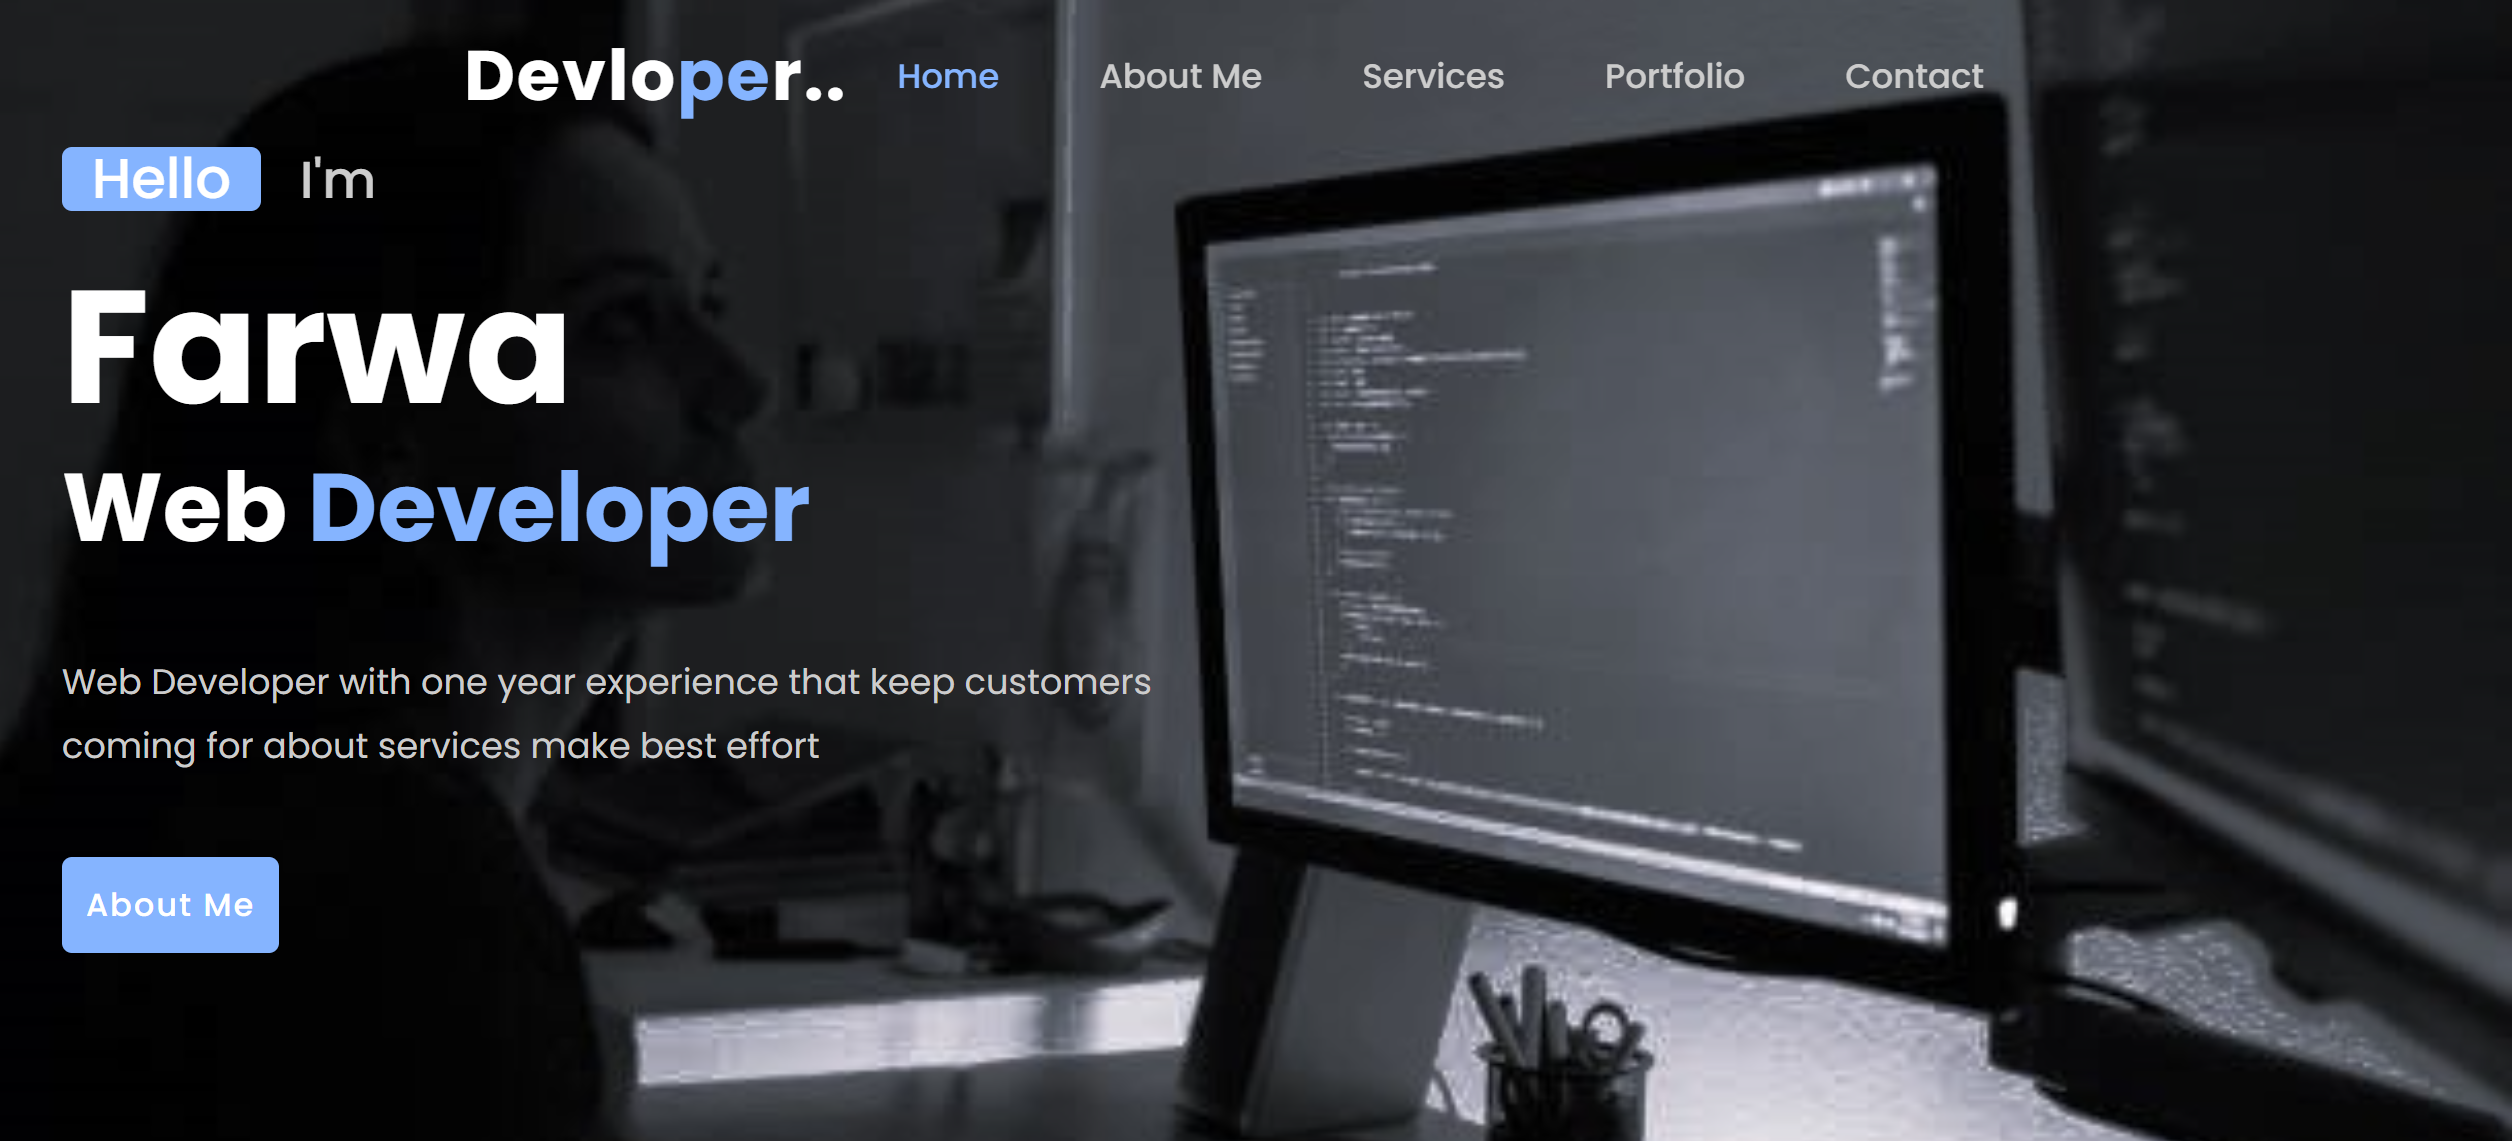 Devloper.. Home About Me Services Portfolio Contact
Hello I'm
Farwa
Web Developer
Web Developer with one year experience that keep customers
coming for about services make best effort
About Me